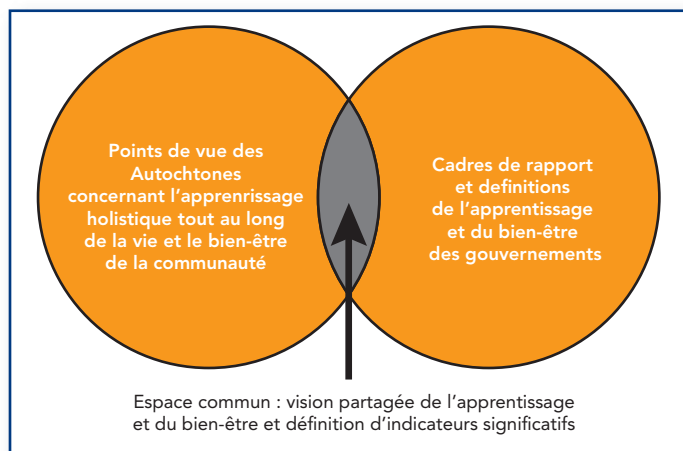 Points de vue des
Autochtones
concernant l’apprenrissage
holistique tout au long
de la vie et le bien-être
de la communauté
Cadres de rapport
et definitions
de l’apprentissage
et du bien-être
des gouvernements
Espace commun : vision partagée de l’apprentissage
et du bien-être et définition d’indicateurs significatifs